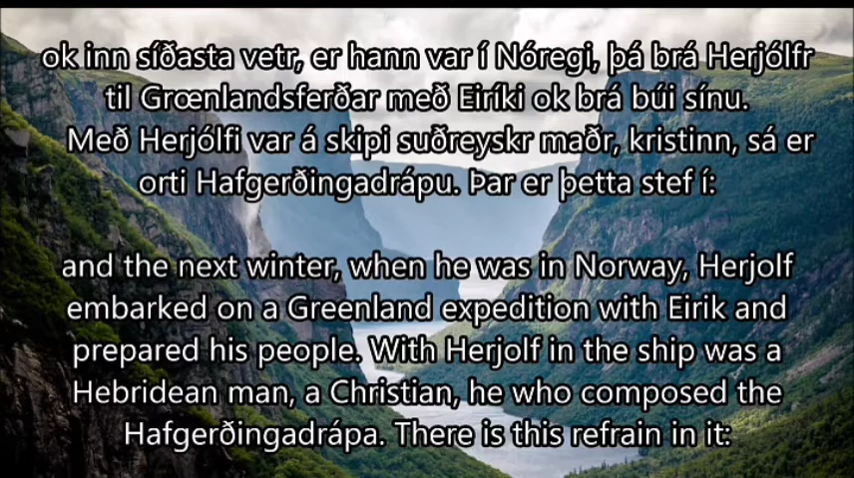 ok inn síðasta vetr, er hann var í Nóregi, þá brá Herjólfr
til Grœnlandsferðar með Eiríki ok brá búi sínu.
Með Herjólfi var á skipi suðreyskr maðr, kristinn, sá er
orti Hafgerðingadrápu. Þar er þetta stef í:
and the next winter, when he was in Norway, Herjolf
embarked on a Greenland expedition with Eirik and
prepared his people. With Herjolf in the ship was a
Hebridean man, a Christian, he who composed the
Hafgerðingadrápa. There is this refrain in it: